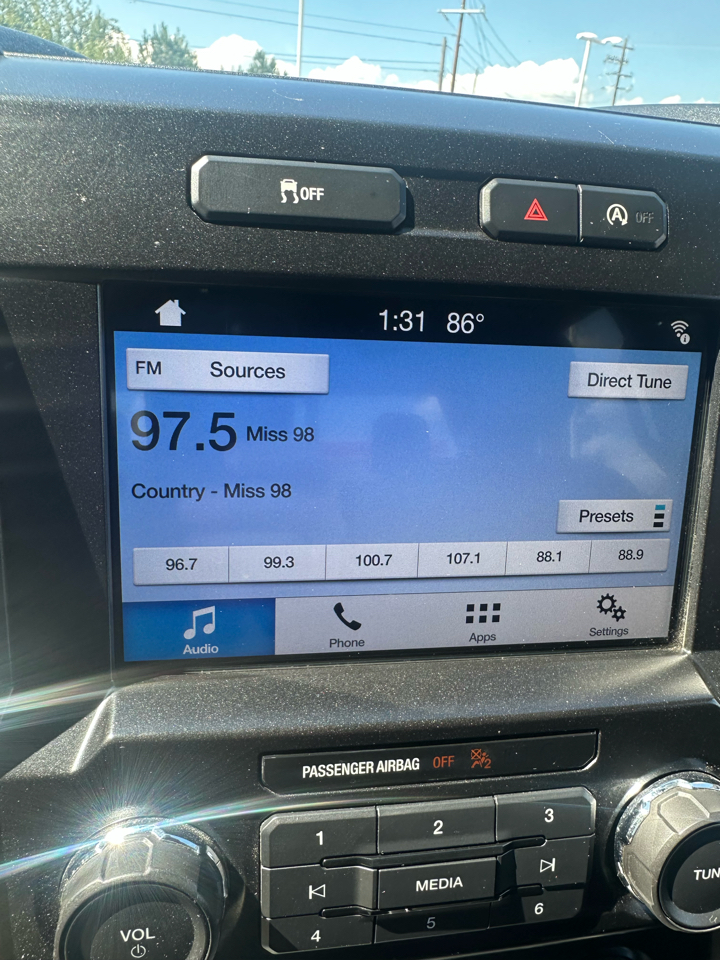 OFF
A OFF
1:31 86°
FM Sources
Direct Tune
97.5 Miss 98
Country - Miss 98
Presets
96.7 99.3 100.7 107.1 88.1 88.9
Audio Phone Apps Settings
PASSENGER AIRBAG OFF 2
1 2 3
MEDIA
4 5 6
VOL
TUN